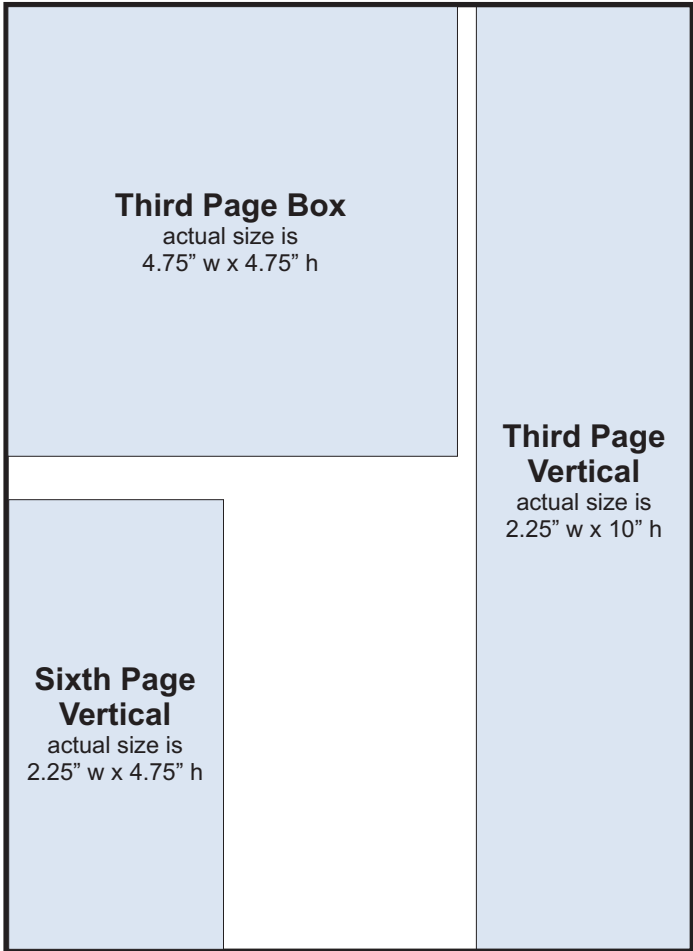 Third Page Box
actual size is
4.75” w x 4.75” h
Third Page
Vertical
actual size is
2.25” w x 10” h
Sixth Page
Vertical
actual size is
2.25” w x 4.75” h